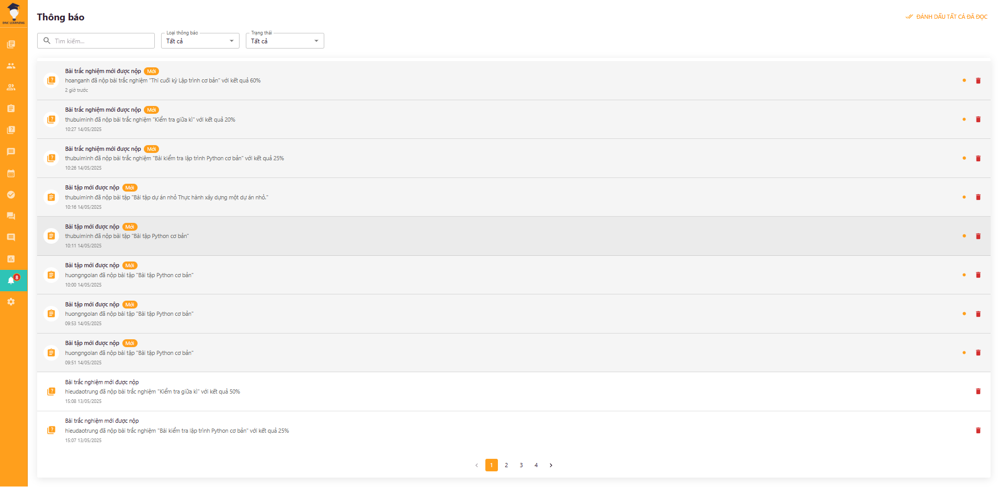 DNC LEARNING
Thông báo
ĐÁNH DẤU TẤT CẢ ĐÃ ĐỌC
Tìm kiếm...
Loại thông báo
Tất cả
Trạng thái
Tất cả
Bài trắc nghiệm mới được nộp Mới
hoanganh đã nộp bài trắc nghiệm "Thi cuối kỳ Lập trình cơ bản" với kết quả 60%
2 giờ trước
Bài trắc nghiệm mới được nộp Mới
thubuiminh đã nộp bài trắc nghiệm "Kiểm tra giữa kì" với kết quả 20%
10:27 14/05/2025
Bài trắc nghiệm mới được nộp Mới
thubuiminh đã nộp bài trắc nghiệm "Bài kiểm tra lập trình Python cơ bản" với kết quả 25%
10:26 14/05/2025
Bài tập mới được nộp Mới
thubuiminh đã nộp bài tập "Bài tập dự án nhỏ Thực hành xây dựng một dự án nhỏ."
10:16 14/05/2025
Bài tập mới được nộp Mới
thubuiminh đã nộp bài tập "Bài tập Python cơ bản"
10:11 14/05/2025
Bài tập mới được nộp Mới
huongngolan đã nộp bài tập "Bài tập Python cơ bản"
10:00 14/05/2025
Bài tập mới được nộp Mới
huongngolan đã nộp bài tập "Bài tập Python cơ bản"
09:53 14/05/2025
8
Bài tập mới được nộp Mới
huongngolan đã nộp bài tập "Bài tập Python cơ bản"
09:51 14/05/2025
Bài trắc nghiệm mới được nộp
hieudaotrung đã nộp bài trắc nghiệm "Kiểm tra giữa kì" với kết quả 50%
15:08 13/05/2025
Bài trắc nghiệm mới được nộp
hieudaotrung đã nộp bài trắc nghiệm "Bài kiểm tra lập trình Python cơ bản" với kết quả 25%
15:07 13/05/2025
1 2 3 4